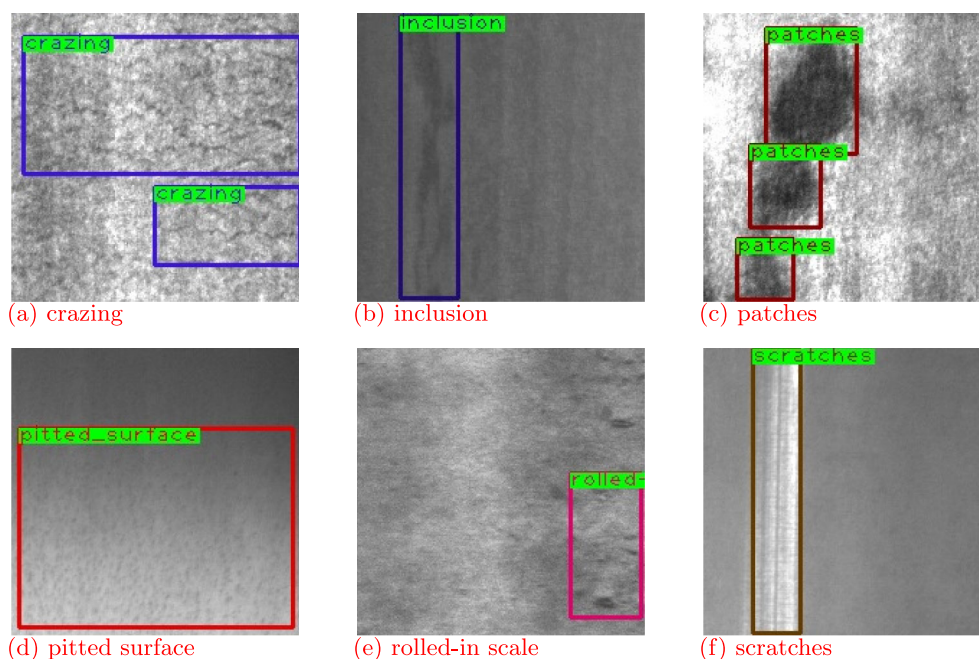 crazing
crazing
(a) crazing
inclusion
(b) inclusion
patches
patches
patches
(c) patches
pitted_surface
(d) pitted surface
rolled-
(e) rolled-in scale
scratches
(f) scratches